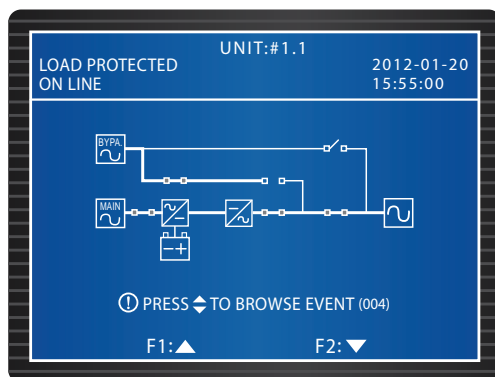 UNIT:#1.1
LOAD PROTECTED
ON LINE
2012-01-20
15:55:00
BYPA.
MAIN
PRESS TO BROWSE EVENT (004)
F1: F2: